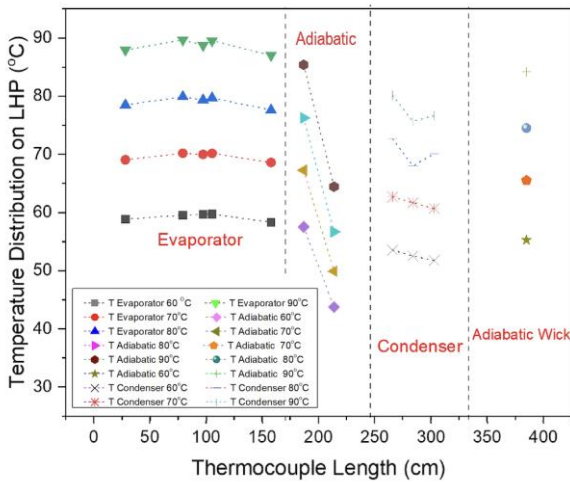 Temperature Distribution on LHP (°C)
90
80
70
60
50
40
30
Adiabatic
Evaporator
Condenser
Adiabatic Wick
T Evaporator 60 °C
T Evaporator 70°C
T Evaporator 80°C
T Adiabatic 80°C
T Adiabatic 90°C
T Adiabatic 60°C
T Condenser 60°C
T Condenser 70°C
T Evaporator 90°C
T Adiabatic 60°C
T Adiabatic 70°C
T Adiabatic 70°C
T Adiabatic 80°C
T Adiabatic 90°C
T Condenser 80°C
T Condenser 90°C
0 50 100 150 200 250 300 350 400
Thermocouple Length (cm)